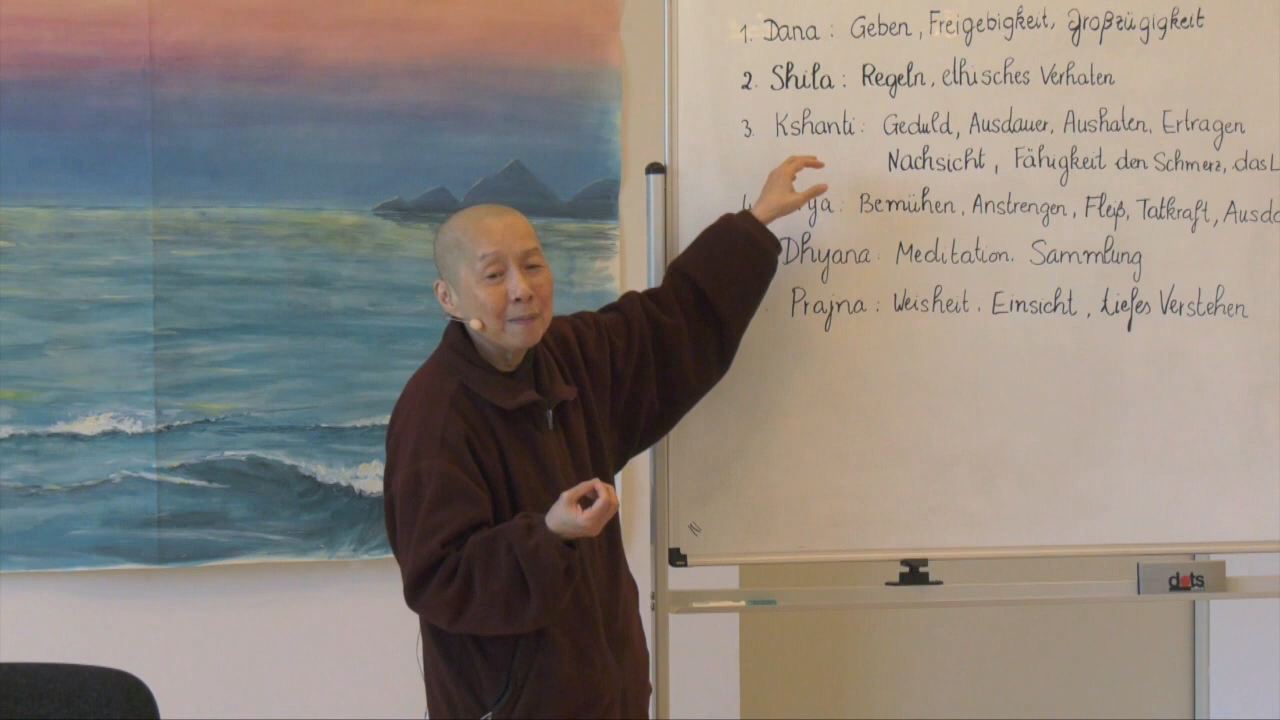 1. Dana : Geben, Freigebigkeit, Großzügigkeit
2. Shila : Regeln, ethisches Verhalten
3. Kshanti : Geduld, Ausdauer, Aushalten, Ertragen
Nachsicht, Fähigkeit den Schmerz, das L
Bemühen, Anstrengen, Fleiß, Tatkraft, Ausda
Dhyana : Meditation. Sammlung
Prajna : Weisheit. Einsicht, tiefes Verstehen
dots